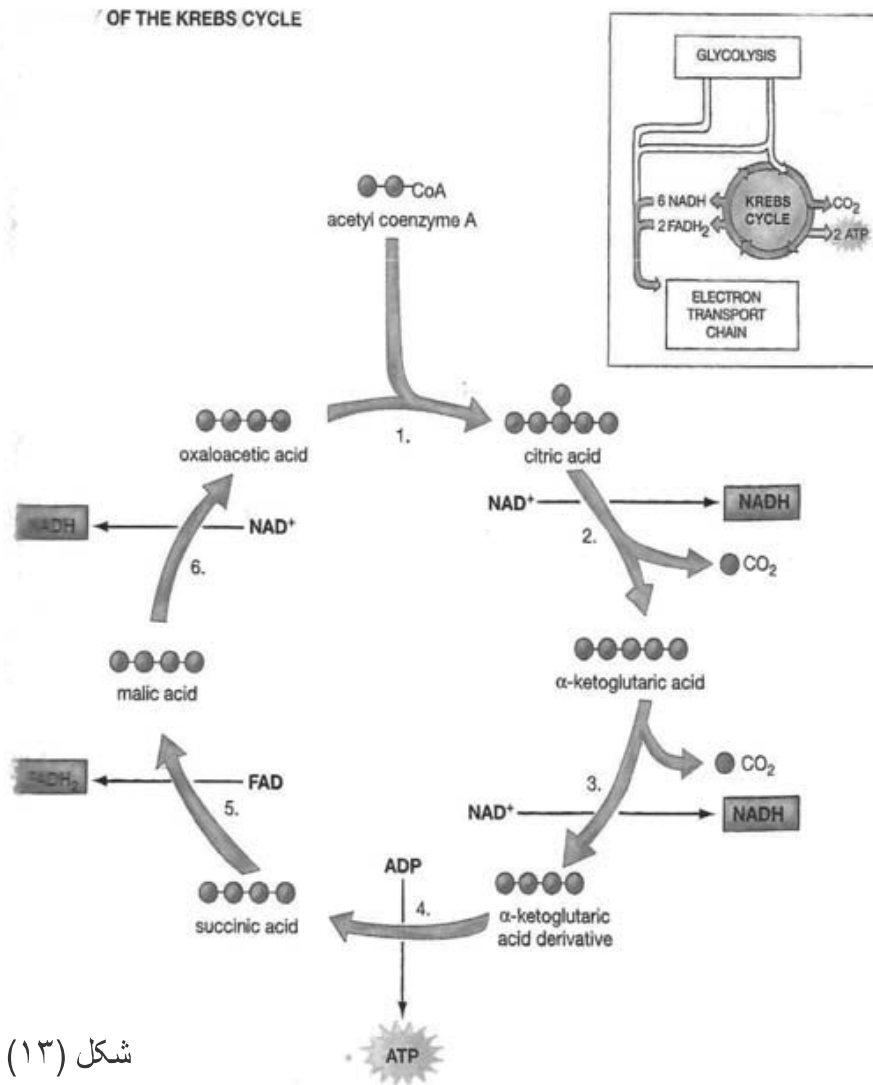 OF THE KREBS CYCLE
GLYCOLYSIS
6 NADH
2 FADH₂
KREBS
CYCLE
CO₂
2 ATP
ELECTRON
TRANSPORT
CHAIN
CoA
acetyl coenzyme A
1.
oxaloacetic acid
citric acid
NAD⁺
NADH
2.
CO₂
NADH
NAD⁺
6.
malic acid
α-ketoglutaric acid
CO₂
3.
NAD⁺
NADH
FADH₂
FAD
5.
succinic acid
ADP
4.
α-ketoglutaric
acid derivative
ATP
شكل (١٣)